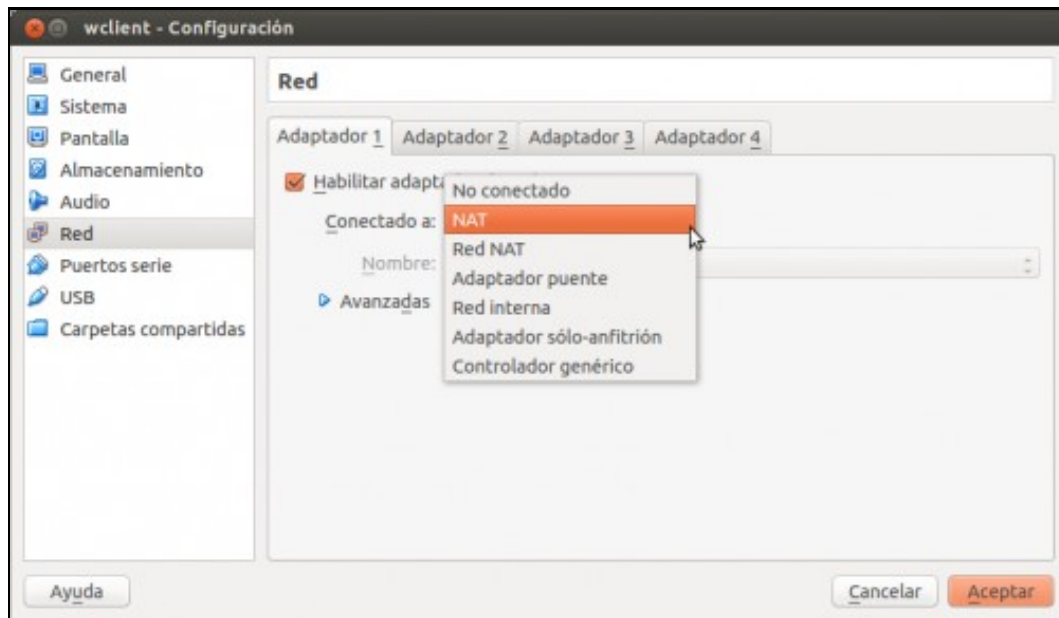 wclient - Configuración
General
Sistema
Pantalla
Almacenamiento
Audio
Red
Puertos serie
USB
Carpetas compartidas
Red
Adaptador 1 Adaptador 2 Adaptador 3 Adaptador 4
Habilitar
Conectado a:
Nombre:
Avanzadas
No conectado
NAT
Red NAT
Adaptador puente
Red interna
Adaptador sólo-anfitrión
Controlador genérico
Ayuda
Cancelar Aceptar